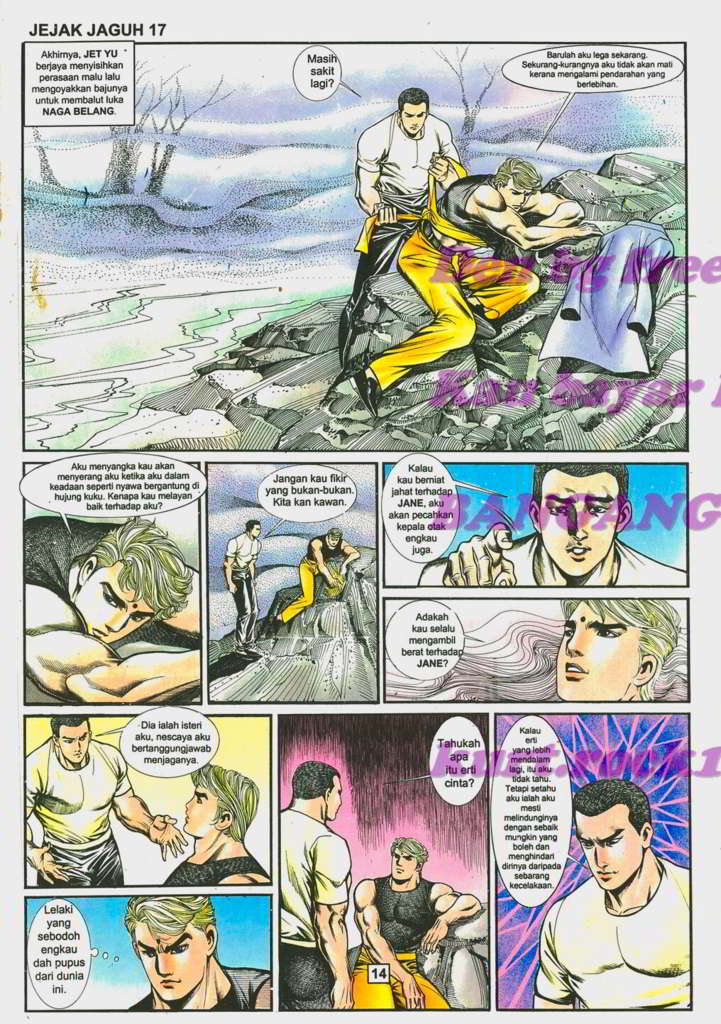 JEJAK JAGUH 17
Akhirnya, JET YU
berjaya menyisihkan
perasaan malu lalu
mengoyakkan bajunya
untuk membalut luka
NAGA BELANG.
Masih
sakit
lagi?
Barulah aku lega sekarang.
Sekurang-kurangnya aku tidak akan mati
kerana mengalami pendarahan yang
berlebihan.
Aku menyangka kau akan
menyerang aku ketika aku dalam
keadaan seperti nyawa bergantung di
hujung kuku. Kenapa kau melayan
baik terhadap aku?
Jangan kau fikir
yang bukan-bukan.
Kita kan kawan.
Kalau
kau berniat
jahat terhadap
JANE, aku
akan pecahkan
kepala otak
engkau
juga.
Adakah
kau selalu
mengambil
berat terhadap
JANE?
Dia ialah isteri
aku, nescaya aku
bertanggungjawab
menjaganya.
Tahukah
apa
itu erti
cinta?
Kalau
erti
yang lebih
mendalam
lagi, itu aku
tidak tahu.
Tetapi setahu
aku ialah aku
mesti
melindunginya
dengan sebaik
mungkin yang
boleh dan
menghindari
dirinya daripada
sebarang
kecelakaan.
Lelaki
yang
sebodoh
engkau
dah pupus
dari dunia
ini.
14